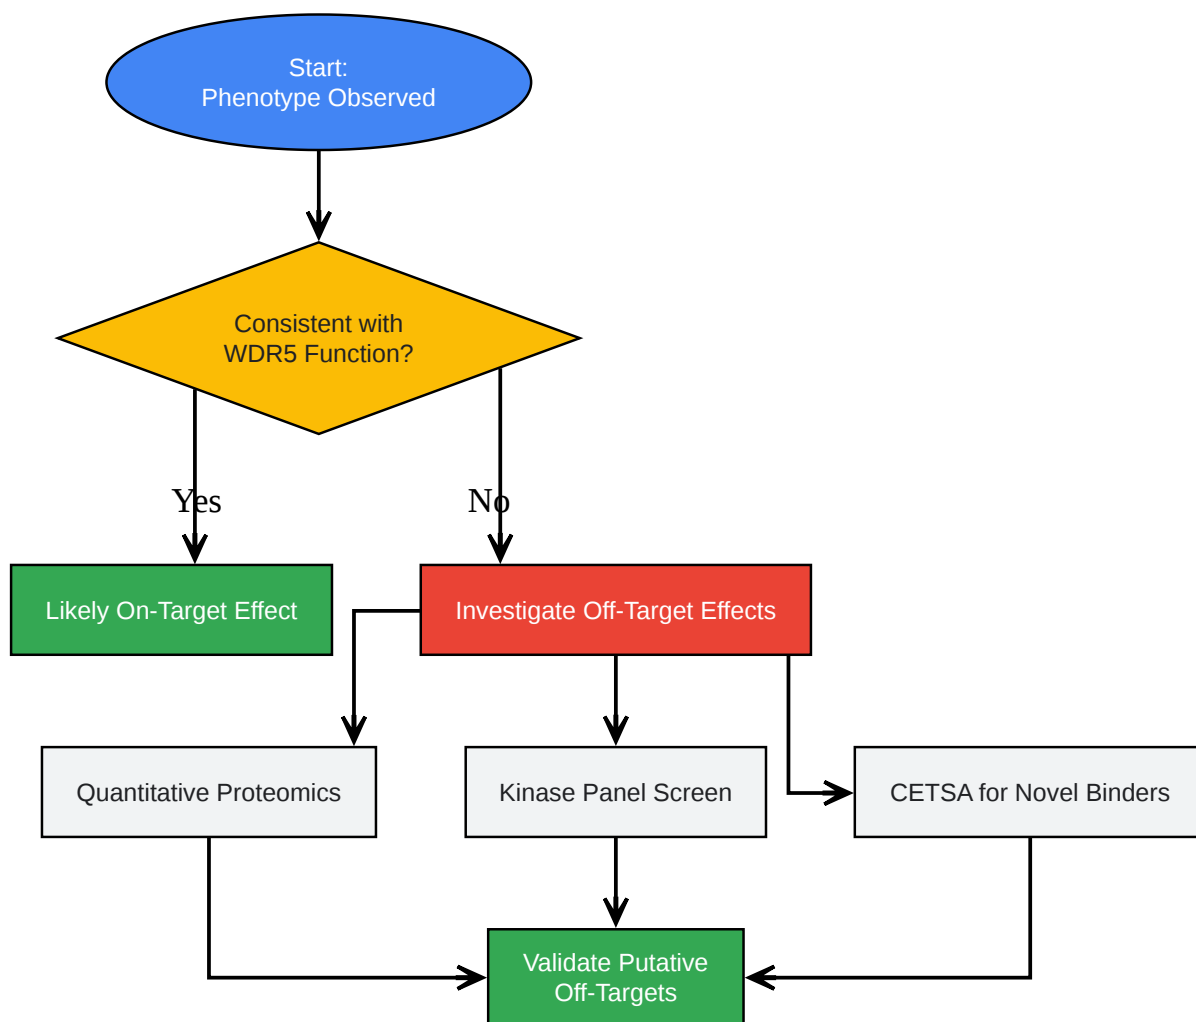 Start:
Phenotype Observed
Consistent with
WDR5 Function?
Yes
No
Likely On-Target Effect
Investigate Off-Target Effects
Quantitative Proteomics
Kinase Panel Screen
CETSA for Novel Binders
Validate Putative
Off-Targets